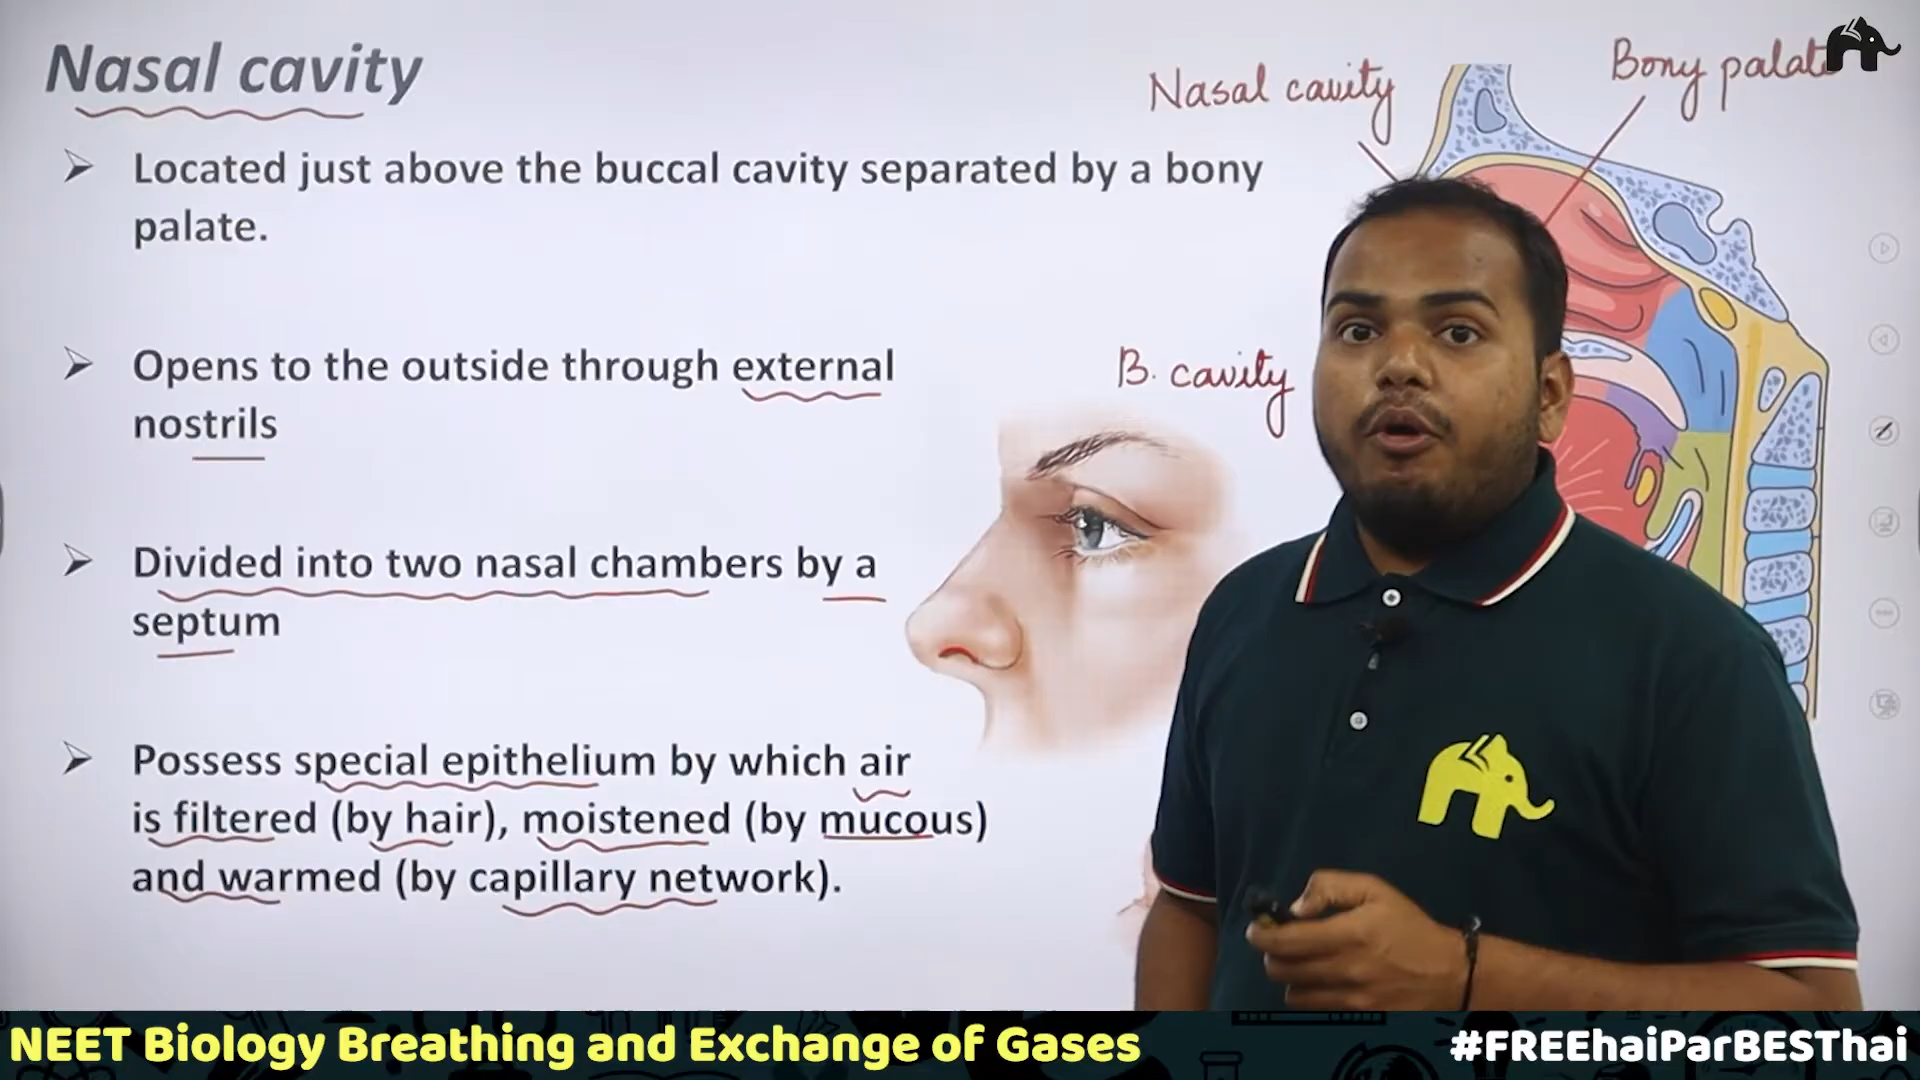 Nasal cavity
Nasal cavity
Bony palate
➢ Located just above the buccal cavity separated by a bony
palate.
➢ Opens to the outside through external
nostrils
B. cavity
➢ Divided into two nasal chambers by a
septum
➢ Possess special epithelium by which air
is filtered (by hair), moistened (by mucous)
and warmed (by capillary network).
NEET Biology Breathing and Exchange of Gases
#FREEhaiParBESThai